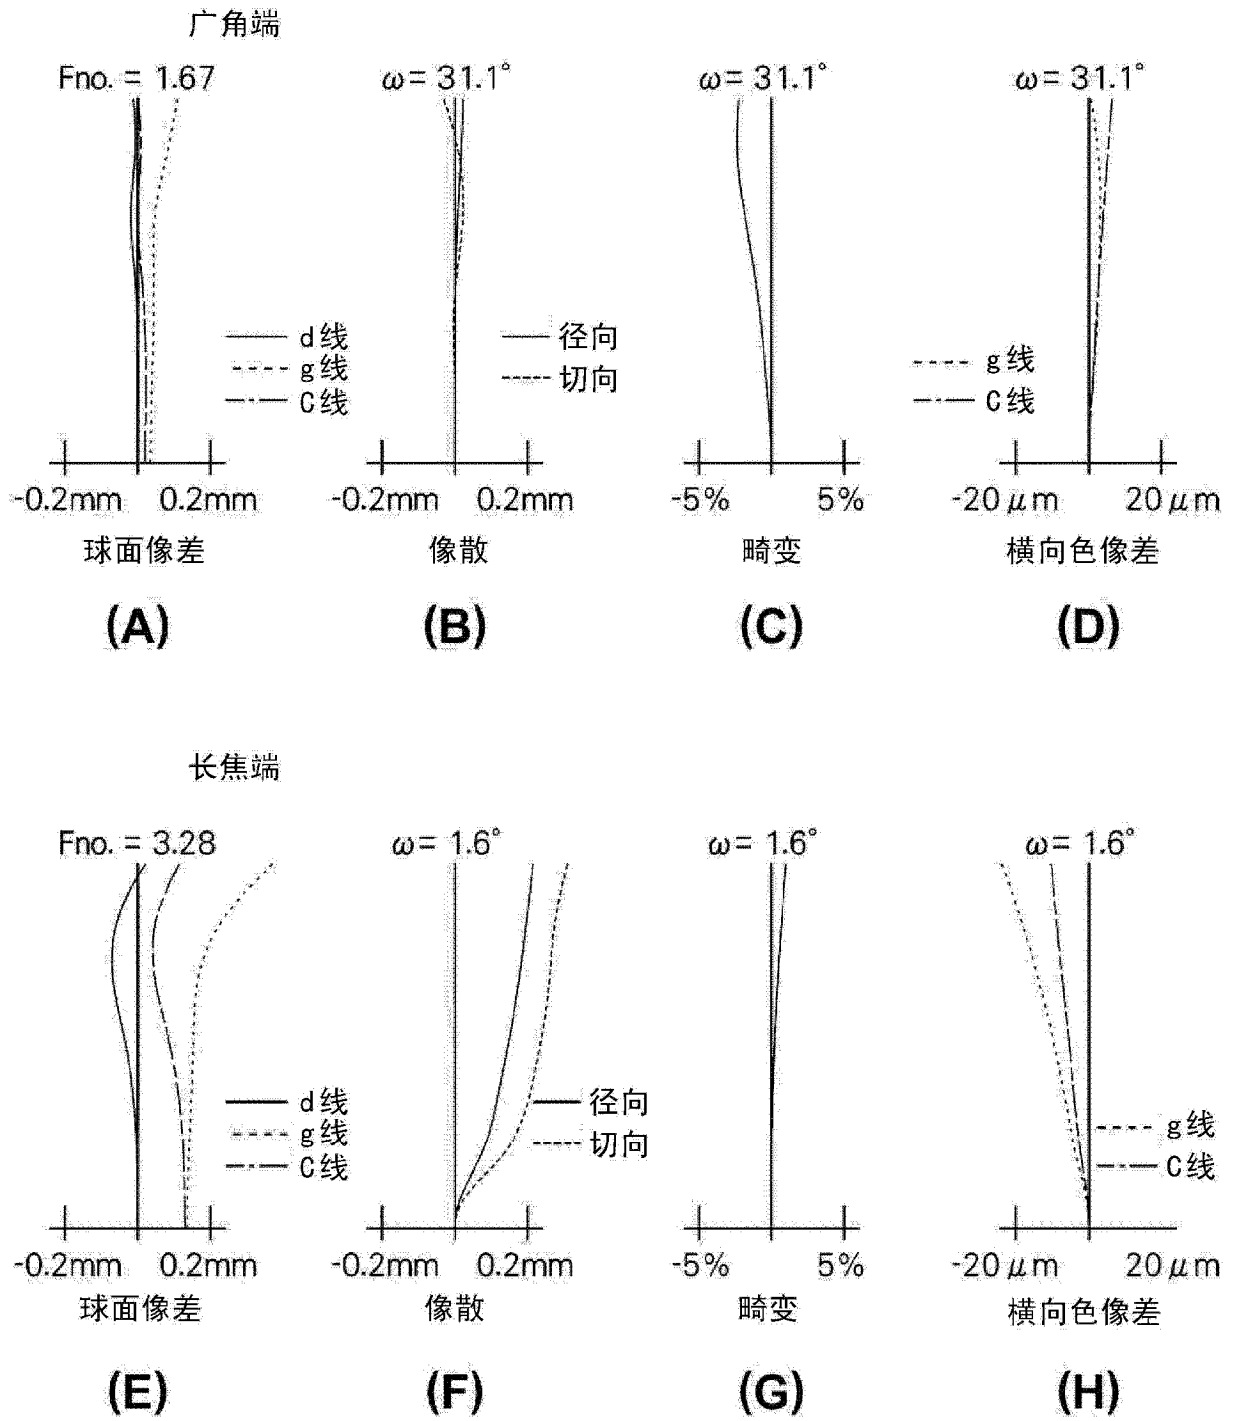 广角端
Fno. = 1.67
ω= 31.1°
ω= 31.1°
ω= 31.1°
d线
g线
C线
径向
切向
g线
C线
-0.2mm 0.2mm
-0.2mm 0.2mm
-5% 5%
-20μm 20μm
球面像差
像散
畸变
横向色像差
(A)
(B)
(C)
(D)
长焦端
Fno. = 3.28
ω= 1.6°
ω= 1.6°
ω= 1.6°
d线
g线
C线
径向
切向
g线
C线
-0.2mm 0.2mm
-0.2mm 0.2mm
-5% 5%
-20μm 20μm
球面像差
像散
畸变
横向色像差
(E)
(F)
(G)
(H)